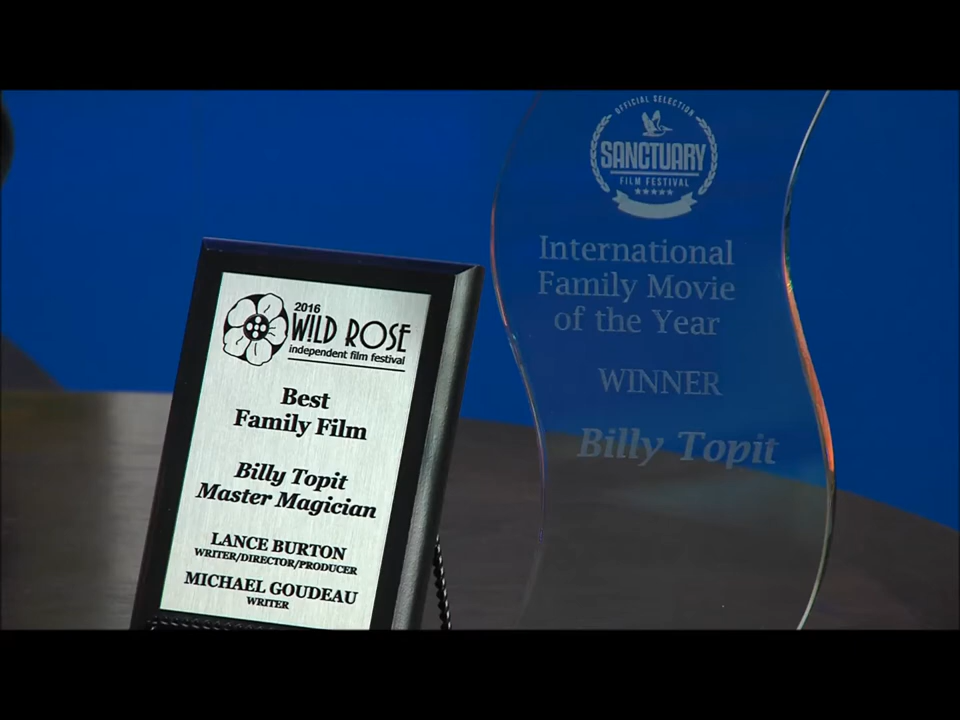 2016
WILD ROSE
independent film festival
Best
Family Film
Billy Topit
Master Magician
LANCE BURTON
WRITER/DIRECTOR/PRODUCER
MICHAEL GOUDEAU
WRITER
OFFICIAL SELECTION
SANCTUARY
FILM FESTIVAL
International
Family Movie
of the Year
WINNER
Billy Topit